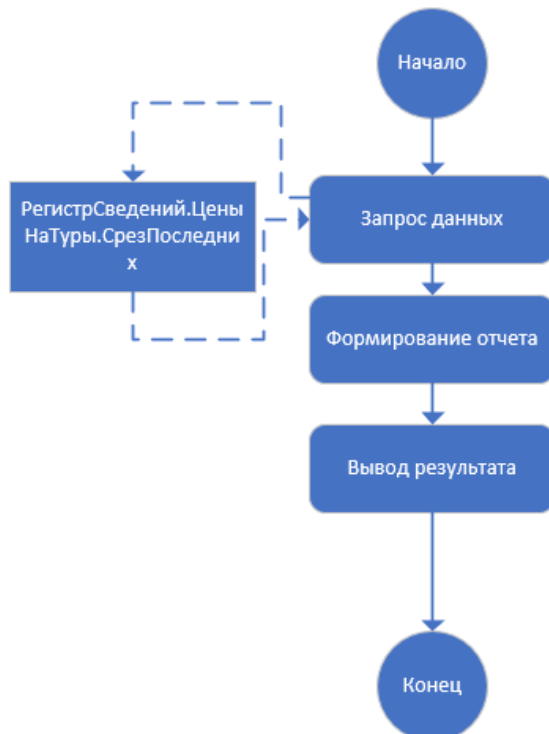 Начало
РегистрСведений.Цены
НаТуры.СрезПоследни
х
Запрос данных
Формирование отчета
Вывод результата
Конец